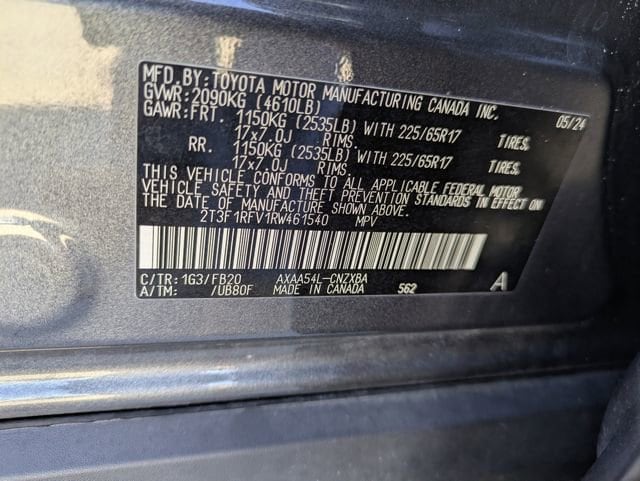 MFD. BY: TOYOTA MOTOR MANUFACTURING CANADA INC.
GVWR: 2090KG (4610LB) 05/24
GAWR: FRT. 1150KG (2535LB) WITH 225/65R17 TIRES,
17x7.0J RIMS.
RR. 1150KG (2535LB) WITH 225/65R17 TIRES,
17x7.0J RIMS.
THIS VEHICLE CONFORMS TO ALL APPLICABLE FEDERAL MOTOR
VEHICLE SAFETY AND THEFT PREVENTION STANDARDS IN EFFECT ON
THE DATE OF MANUFACTURE SHOWN ABOVE.
2T3F1RFV1RW461540 MPV
C/TR: 1G3/FB20 AXAA54L-CNZXBA
A/TM: /UB80F MADE IN CANADA 562 A